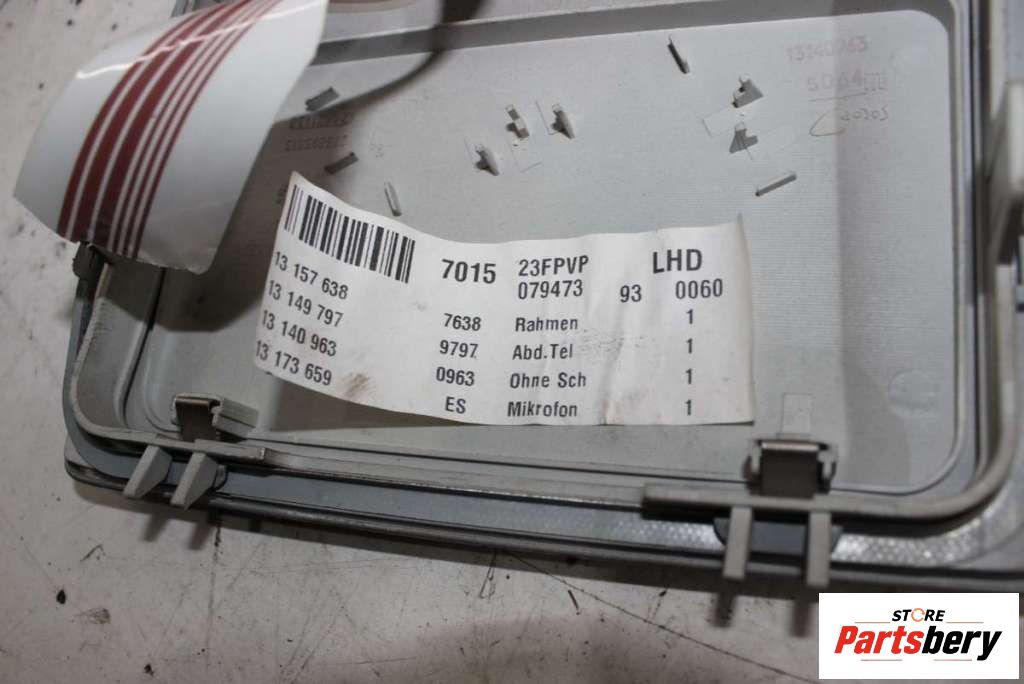 13140963
5064
7015 23FPVP LHD
13 157 638 079473 93 0060
13 149 797 7638 Rahmen 1
13 140 963 9797 Abd.Tel 1
13 173 659 0963 Ohne Sch 1
ES Mikrofon 1
STORE
Partsbery